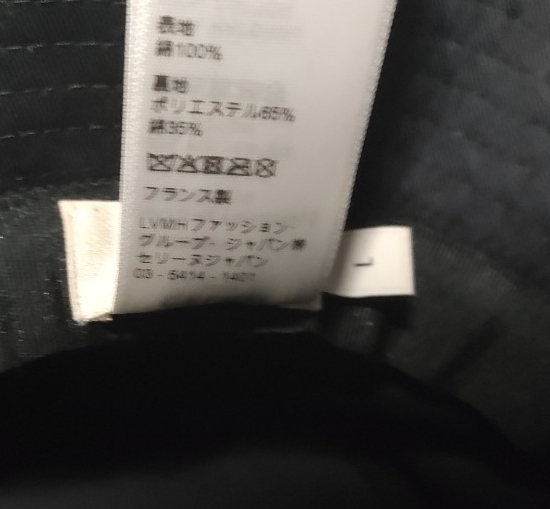 表地
綿100%
裏地
ポリエステル65%
綿35%
フランス製
LVMHファッション・
グループ・ジャパン㈱
セリーヌジャパン
03-6414-1401
L